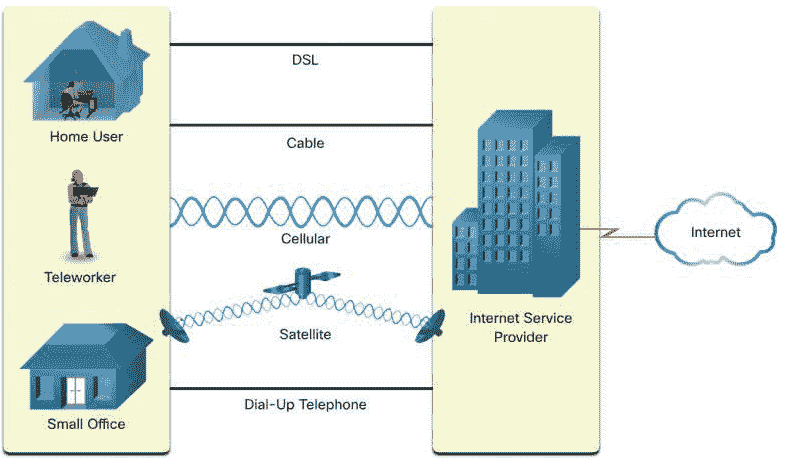 DSL
Home User
Cable
Teleworker
Cellular
Satellite
Small Office
Dial-Up Telephone
Internet Service
Provider
Internet